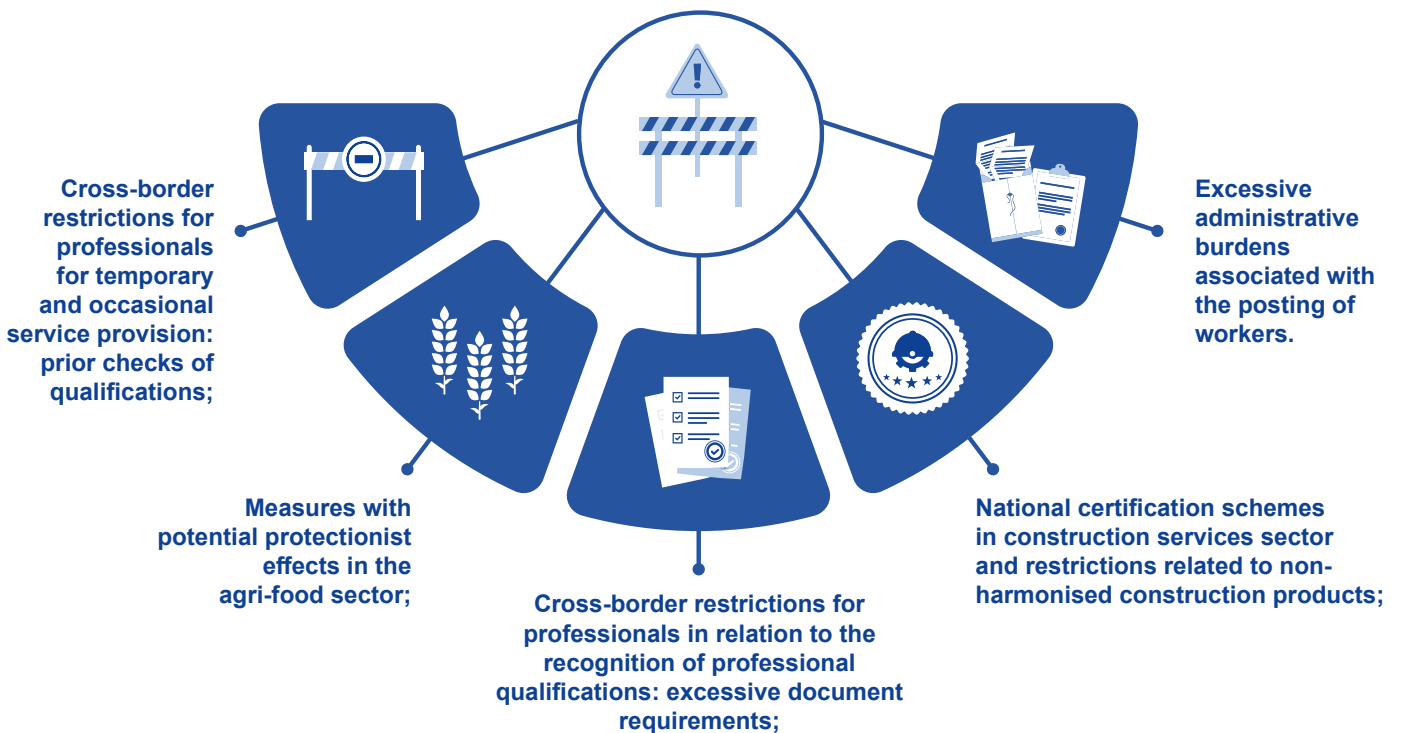 Cross-border
restrictions for
professionals
for temporary
and occasional
service provision:
prior checks of
qualifications;
Measures with
potential protectionist
effects in the
agri-food sector;
Cross-border restrictions for
professionals in relation to the
recognition of professional
qualifications: excessive document
requirements;
National certification schemes
in construction services sector
and restrictions related to non-
harmonised construction products;
Excessive
administrative
burdens
associated with
the posting of
workers.